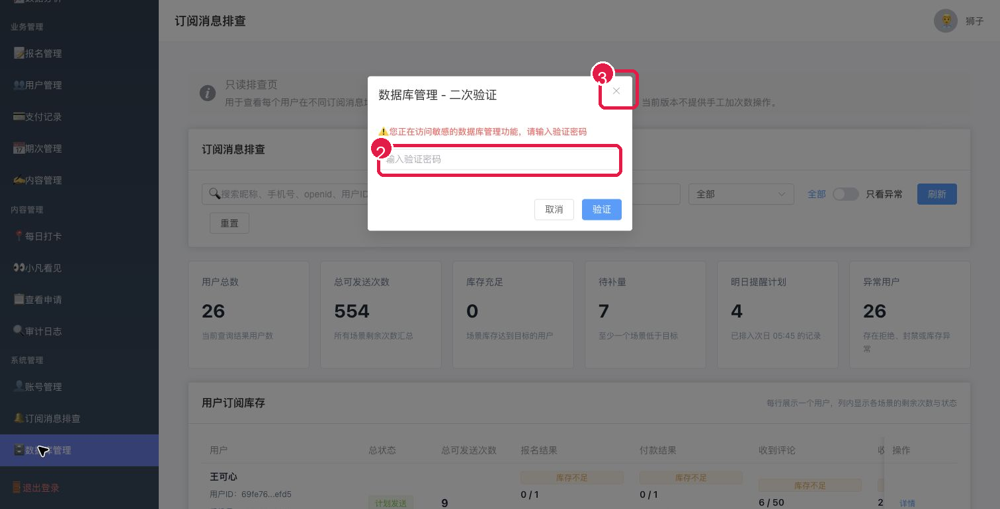 业务管理
报名管理
用户管理
支付记录
期次管理
内容管理
内容管理
每日打卡
小凡看见
查看申请
审计日志
系统管理
账号管理
订阅消息排查
数据库管理
退出登录
订阅消息排查
狮子
只读排查页
用于查看每个用户在不同订阅消息
当前版本不提供手工加次数操作。
数据库管理 - 二次验证
3
您正在访问敏感的数据库管理功能，请输入验证密码
2
输入验证密码
取消
验证
订阅消息排查
搜索昵称、手机号、openid、用户ID
全部
全部
只看异常
刷新
重置
用户总数
26
当前查询结果用户数
总可发送次数
554
所有场景剩余次数汇总
库存充足
0
场景库存达到目标的用户
待补量
7
至少一个场景低于目标
明日提醒计划
4
已排入次日 05:45 的记录
异常用户
26
存在拒绝、封禁或库存异
常
用户订阅库存
每行展示一个用户，列内显示各场景的剩余次数与状态
用户 总状态 总可发送次数 报名结果 付款结果 收到评论 收 操作
王可心
用户ID：69fe76...efd5
计划发送
9
库存不足
0 / 1
库存不足
0 / 1
库存不足
6 / 50
2
详情